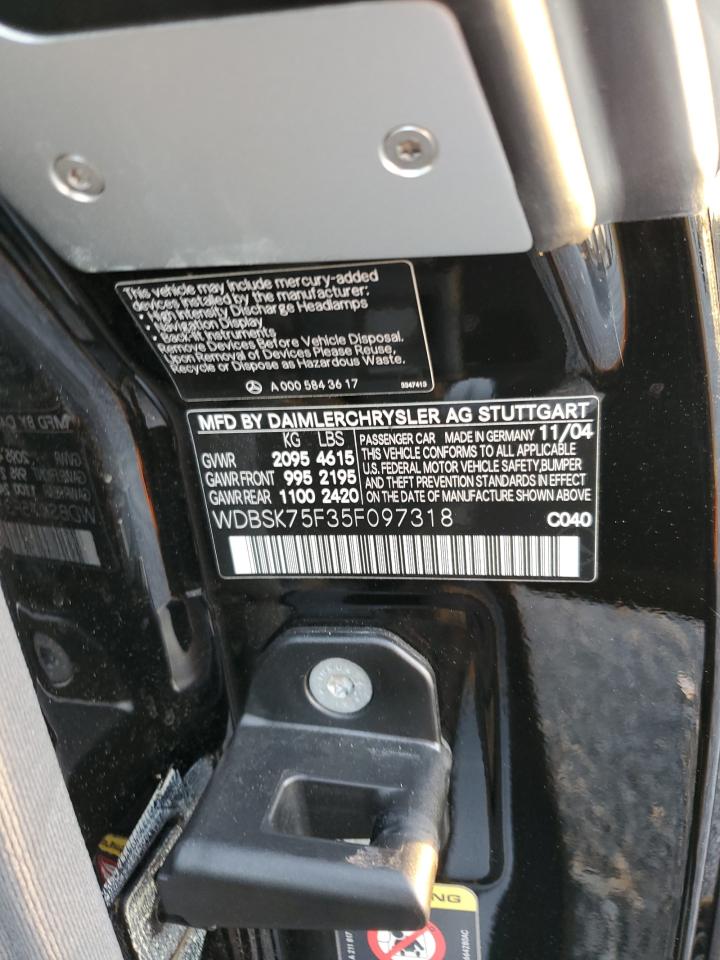 This vehicle may include mercury-added
devices installed by the manufacturer:
• High Intensity Discharge Headlamps
• Navigation Display
• Back-lit Instruments
Remove Devices Before Vehicle Disposal.
Upon Removal of Devices Please Reuse,
Recycle or Dispose as Hazardous Waste.
A 000 584 36 17
MFD BY DAIMLERCHRYSLER AG STUTTGART
KG LBS
GVWR 2095 4615
GAWR FRONT 995 2195
GAWR REAR 1100 2420
PASSENGER CAR MADE IN GERMANY 11/04
THIS VEHICLE CONFORMS TO ALL APPLICABLE
U.S. FEDERAL MOTOR VEHICLE SAFETY,BUMPER
AND THEFT PREVENTION STANDARDS IN EFFECT
ON DATE OF MANUFACTURE SHOWN ABOVE
WDBSK75F35F097318 C040